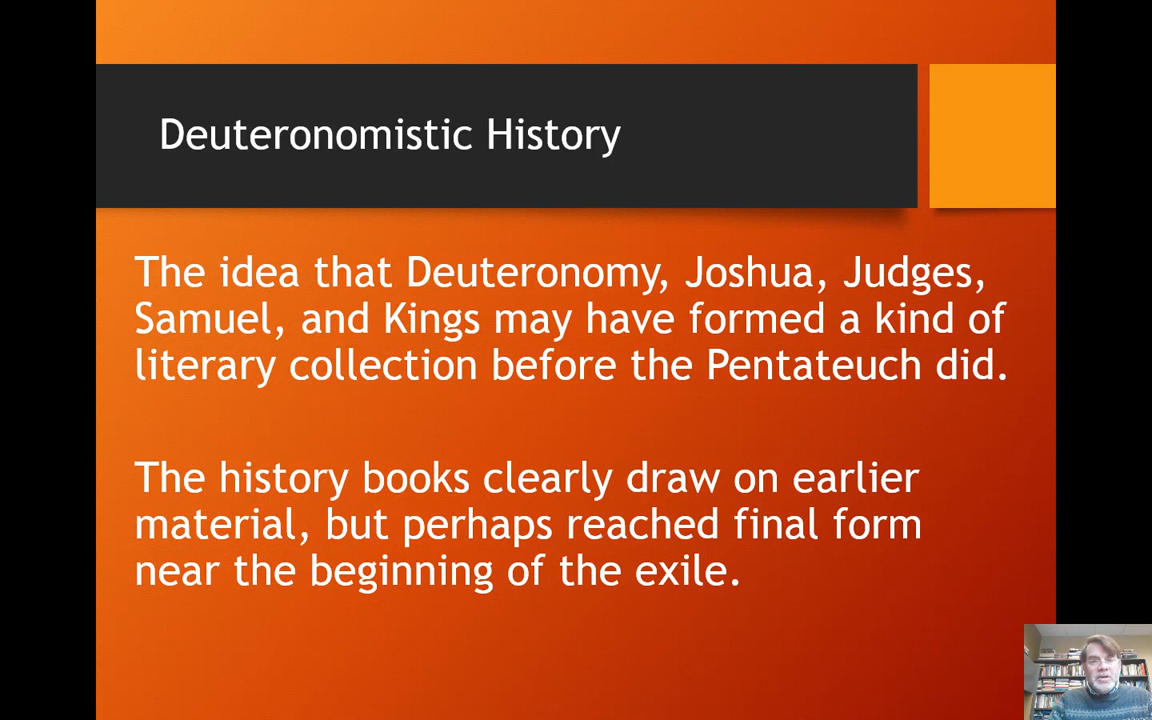 Deuteronomistic History
The idea that Deuteronomy, Joshua, Judges,
Samuel, and Kings may have formed a kind of
literary collection before the Pentateuch did.
The history books clearly draw on earlier
material, but perhaps reached final form
near the beginning of the exile.